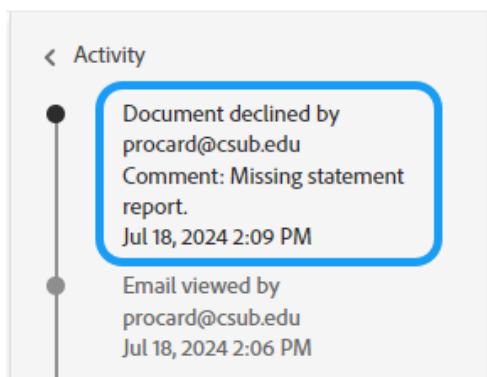 Activity
Document declined by
procard@csub.edu
Comment: Missing statement
report.
Jul 18, 2024 2:09 PM
Email viewed by
procard@csub.edu
Jul 18, 2024 2:06 PM